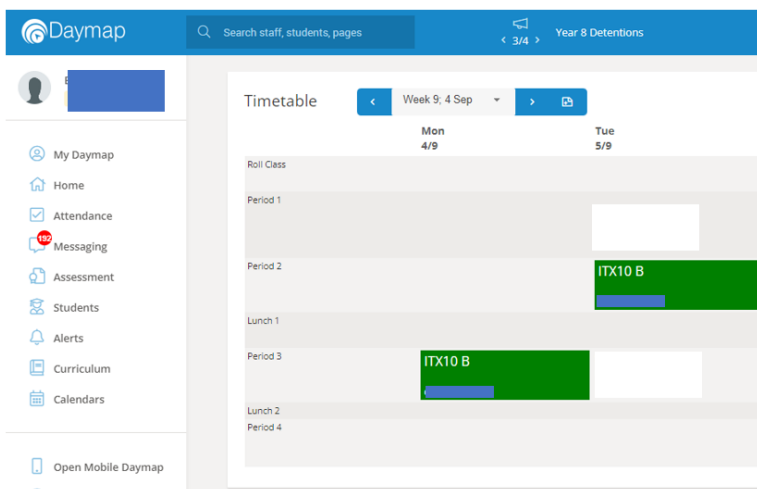 Daymap
Search staff, students, pages
< 3/4 >
Year 8 Detentions
Timetable
Week 9; 4 Sep
Mon
4/9
Tue
5/9
Roll Class
Period 1
Period 2
ITX10 B
Lunch 1
Period 3
ITX10 B
Lunch 2
Period 4
My Daymap
Home
Attendance
192
Messaging
Assessment
Students
Alerts
Curriculum
Calendars
Open Mobile Daymap